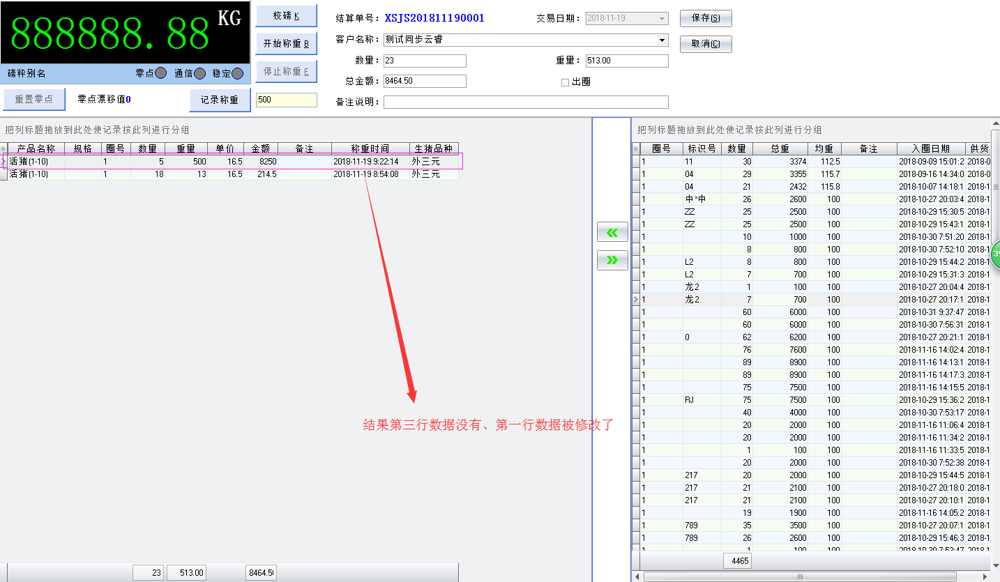 888888.88 KG
磅秤别名 零点 通信 稳定
重置零点 零点漂移值0 记录称重
校磅 K
开始称重 B
停止称重 E
500
结算单号： XSJS201811190001 交易日期： 2018-11-19 保存(S)
客户名称： 测试同步云睿 取消(C)
数量： 23 重量： 513.00
总金额： 8464.50 出圈
备注说明：
把列标题拖放到此处使记录按此列进行分组
产品名称 规格 圈号 数量 重量 单价 金额 备注 称重时间 生猪品种
活猪(1-10) 1 5 500 16.5 8250 2018-11-19 9:22:14 外三元
活猪(1-10) 1 18 13 16.5 214.5 2018-11-19 8:54:08 外三元
结果第三行数据没有、第一行数据被修改了
23 513.00 8464.5
« 
»
把列标题拖放到此处使记录按此列进行分组
圈号 标识号 数量 总重 均重 备注 入圈日期 供货
1 11 30 3374 112.5 2018-09-09 15:01:2 2018-0
1 04 29 3355 115.7 2018-09-16 14:34:0 2018-0
1 04 21 2432 115.8 2018-10-07 14:18:1 2018-1
1 中*中 26 2600 100 2018-10-27 20:03:4 2018-1
1 ZZ 25 2500 100 2018-10-29 15:30:5 2018-1
1 ZZ 25 2500 100 2018-10-29 15:43:1 2018-1
1 10 1000 100 2018-10-30 7:51:20 2018-1
1 8 800 100 2018-10-30 7:52:10 2018-1
1 L2 8 800 100 2018-10-29 15:44:2 2018-1
1 L2 7 700 100 2018-10-29 15:31:3 2018-1
1 龙2 1 100 100 2018-10-27 20:04:4 2018-1
1 龙2 7 700 100 2018-10-27 20:17:1 2018-1
1 60 6000 100 2018-10-31 9:37:47 2018-1
1 60 6000 100 2018-10-30 7:56:31 2018-1
1 0 62 6200 100 2018-10-27 20:21:1 2018-1
1 76 7600 100 2018-11-16 14:02:4 2018-1
1 89 8900 100 2018-11-16 14:13:1 2018-1
1 89 8900 100 2018-11-16 14:17:3 2018-1
1 75 7500 100 2018-11-16 14:15:5 2018-1
1 RJ 75 7500 100 2018-10-29 15:36:2 2018-1
1 40 4000 100 2018-10-30 7:53:17 2018-1
1 20 2000 100 2018-11-16 11:06:4 2018-1
1 20 2000 100 2018-11-16 11:34:2 2018-1
1 1 100 100 2018-11-16 11:33:5 2018-1
1 20 2000 100 2018-10-30 7:52:38 2018-1
1 217 20 2000 100 2018-10-29 15:44:5 2018-1
1 217 21 2100 100 2018-10-27 20:18:0 2018-1
1 217 21 2100 100 2018-10-27 20:10:1 2018-1
1 19 1900 100 2018-11-16 14:05:2 2018-1
1 789 35 3500 100 2018-10-27 20:07:1 2018-1
1 789 26 2600 100 2018-10-29 15:46:3 2018-1
1 1 100 100 2018-10-30 7:53:47 2018-1
4465